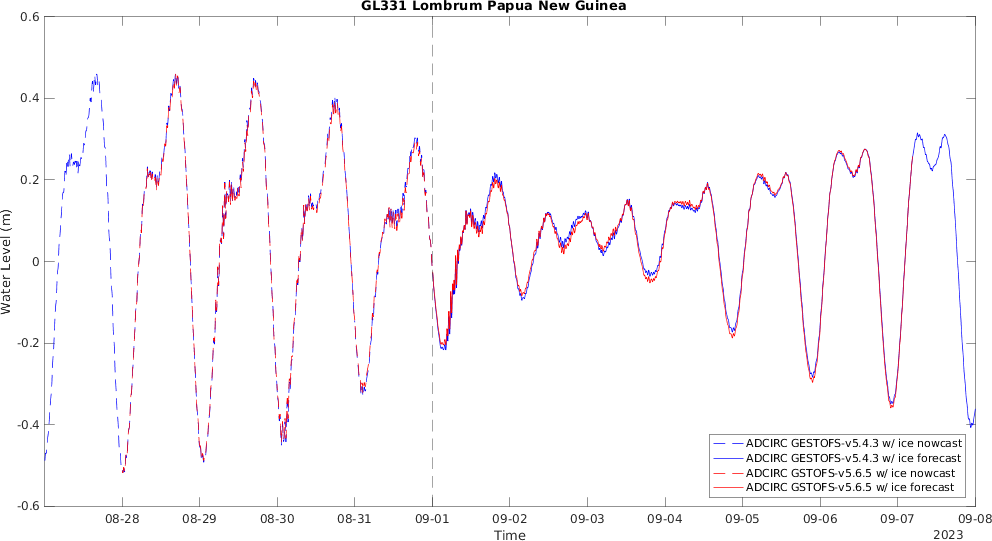 GL331 Lombrum Papua New Guinea
0.6
0.4
0.2
0
-0.2
-0.4
-0.6
Water Level (m)
ADCIRC GESTOFS-v5.4.3 w/ ice nowcast
ADCIRC GESTOFS-v5.4.3 w/ ice forecast
ADCIRC GSTOFS-v5.6.5 w/ ice nowcast
ADCIRC GSTOFS-v5.6.5 w/ ice forecast
08-28 08-29 08-30 08-31 09-01 09-02 09-03 09-04 09-05 09-06 09-07 09-08
Time
2023